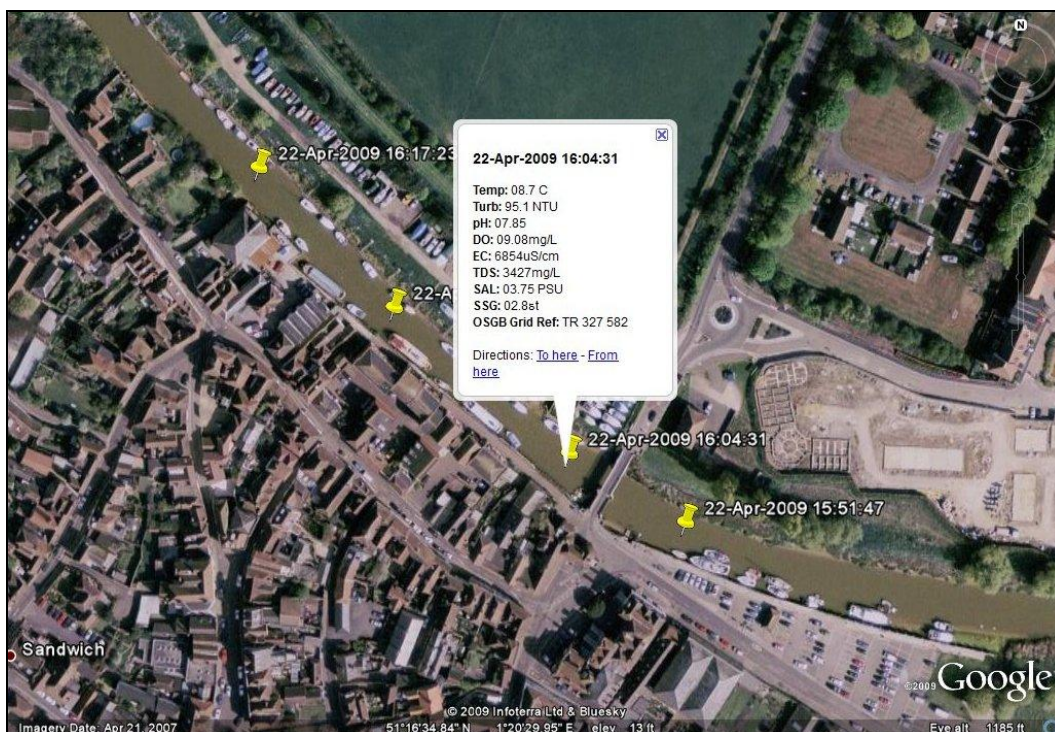 N
22-Apr-2009 16:17:23
22-A
22-Apr-2009 16:04:31
Temp: 08.7 C
Turb: 95.1 NTU
pH: 07.85
DO: 09.08mg/L
EC: 6854uS/cm
TDS: 3427mg/L
SAL: 03.75 PSU
SSG: 02.8st
OSGB Grid Ref: TR 327 582
Directions: To here - From
here
22-Apr-2009 16:04:31
22-Apr-2009 15:51:47
Sandwich
©2009 Google
© 2009 Infoterra Ltd & Bluesky
Imagery Date: Apr 21, 2007 51°16'34.84" N 1°20'29.95" E elev 13 ft Eye alt 1185 ft